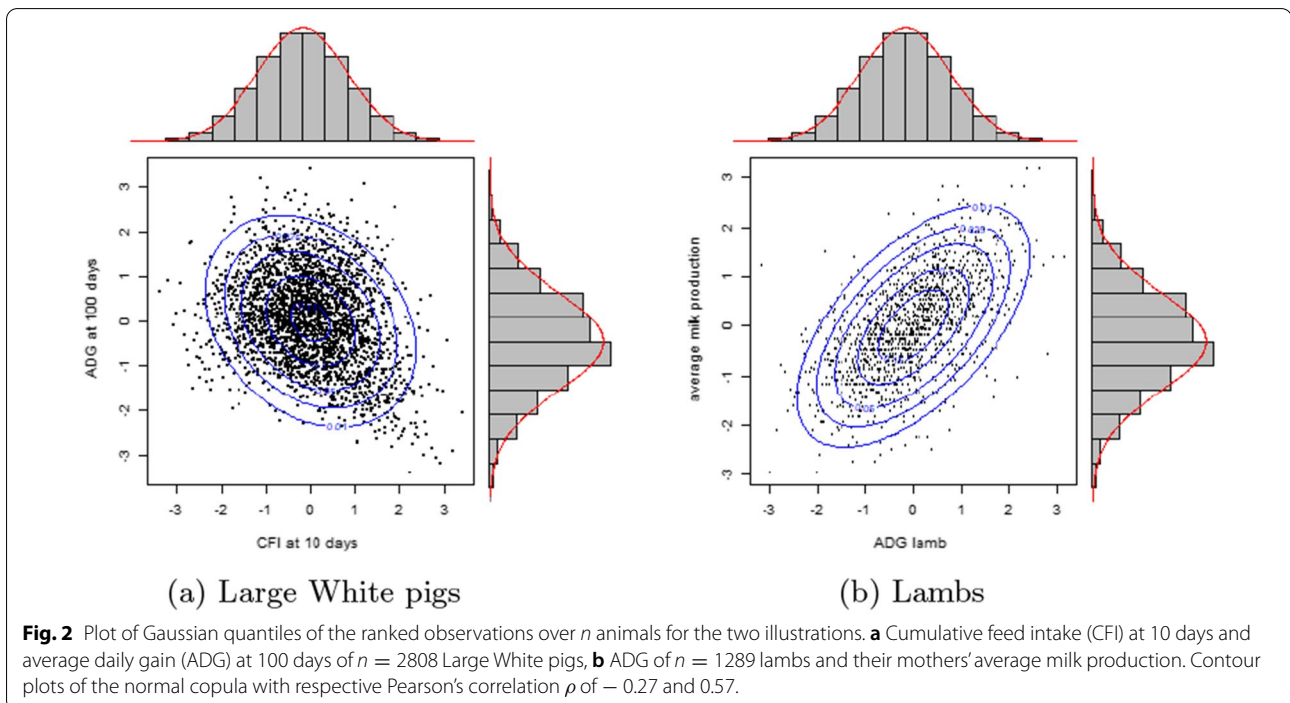 3
2
1
0
-1
-2
-3
ADG at 100 days
0.01
-3 -2 -1 0 1 2 3
CFI at 10 days
(a) Large White pigs
3
2
1
0
-1
-2
-3
average milk production
0.01
-3 -2 -1 0 1 2 3
ADG lamb
(b) Lambs
Fig. 2 Plot of Gaussian quantiles of the ranked observations over n animals for the two illustrations. a Cumulative feed intake (CFI) at 10 days and
average daily gain (ADG) at 100 days of n = 2808 Large White pigs, b ADG of n = 1289 lambs and their mothers’ average milk production. Contour
plots of the normal copula with respective Pearson’s correlation ρ of − 0.27 and 0.57.